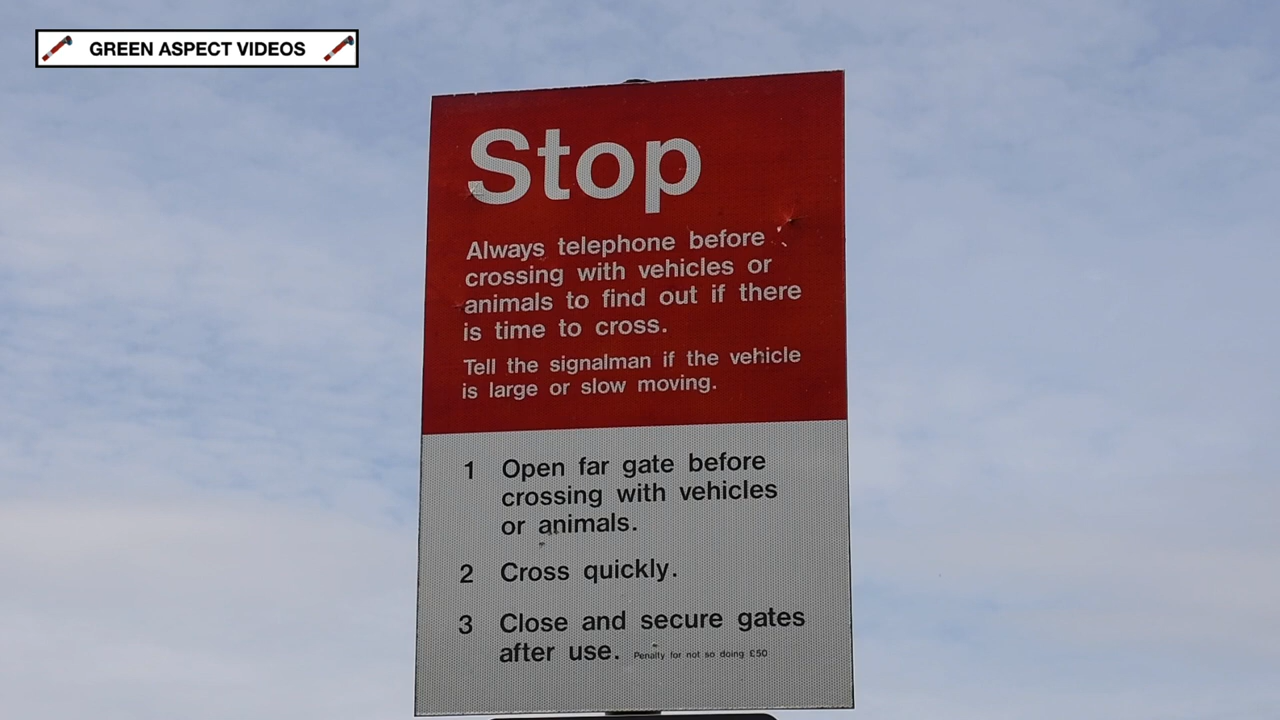 GREEN ASPECT VIDEOS
Stop
Always telephone before
crossing with vehicles or
animals to find out if there
is time to cross.
Tell the signalman if the vehicle
is large or slow moving.
1 Open far gate before
crossing with vehicles
or animals.
2 Cross quickly.
3 Close and secure gates
after use. Penalty for not so doing £50